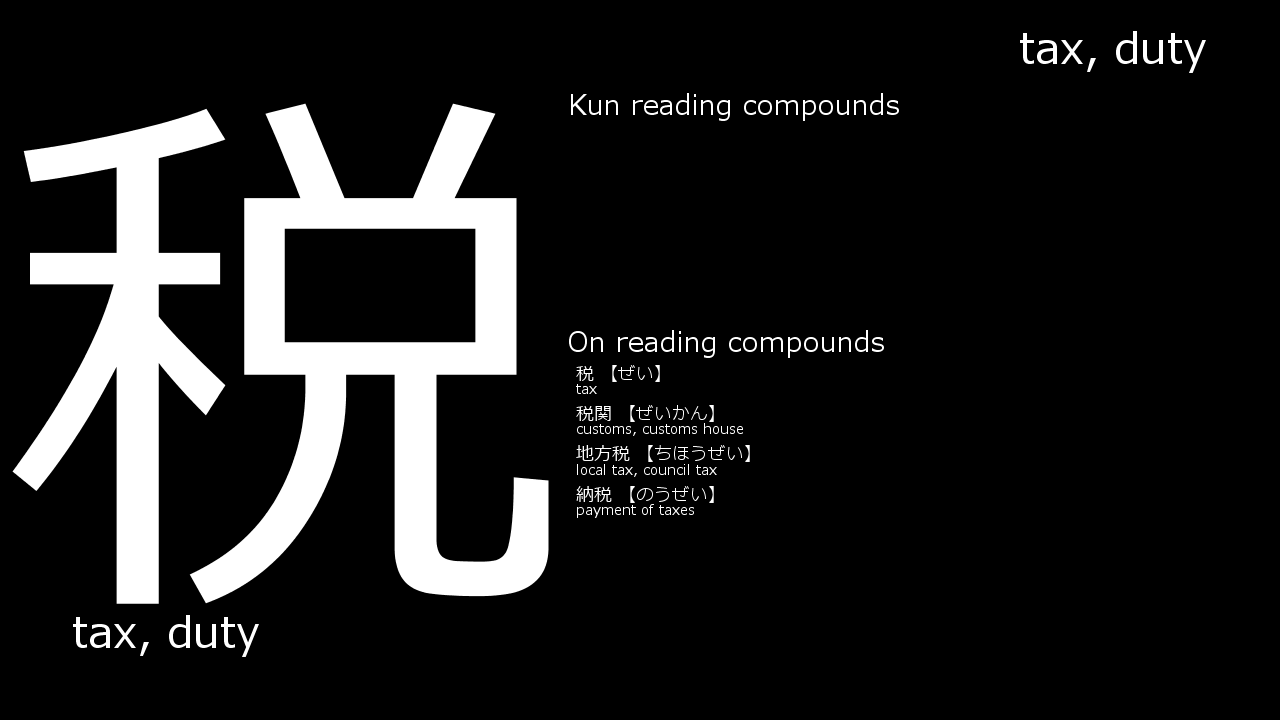 tax, duty
税
Kun reading compounds
On reading compounds
税 【ぜい】
tax
税関 【ぜいかん】
customs, customs house
地方税 【ちほうぜい】
local tax, council tax
納税 【のうぜい】
payment of taxes
tax, duty